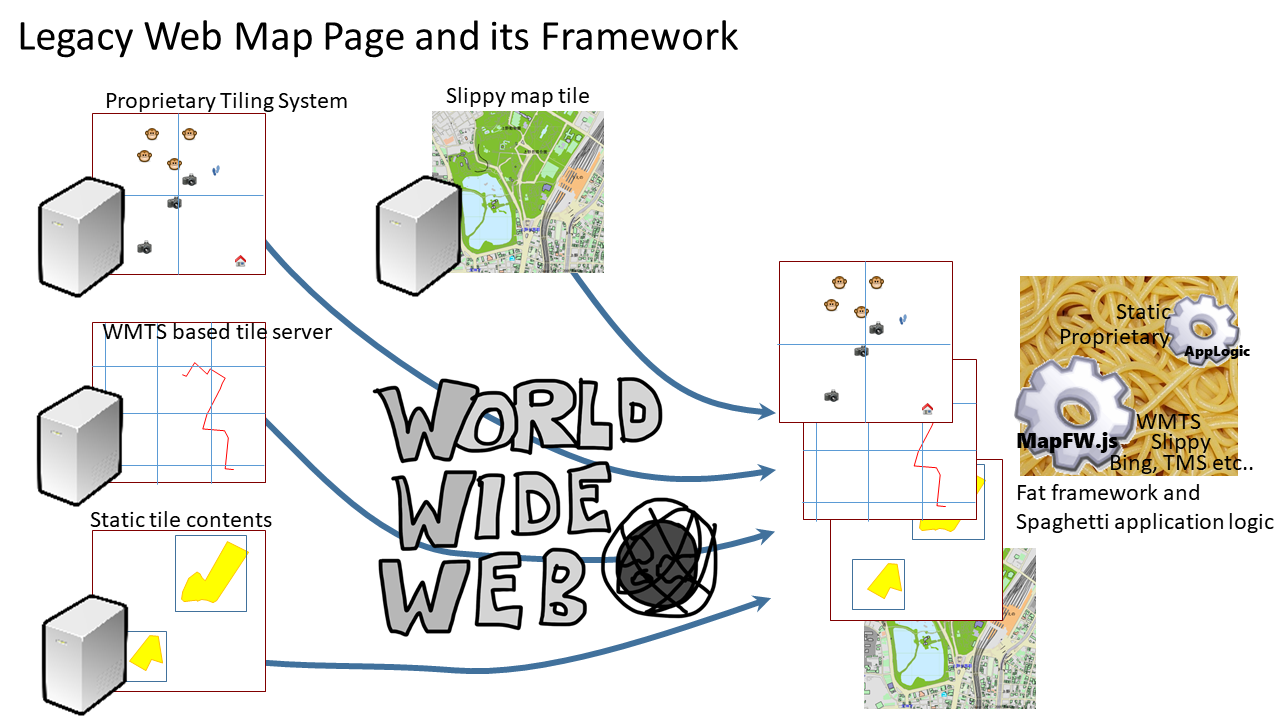 Legacy Web Map Page and its Framework
Proprietary Tiling System
Slippy map tile
WMTS based tile server
Static tile contents
WORLD
WIDE
WEB
Static
Proprietary
AppLogic
MapFW.js
WMTS
Slippy
Bing, TMS etc..
Fat framework and
Spaghetti application logic